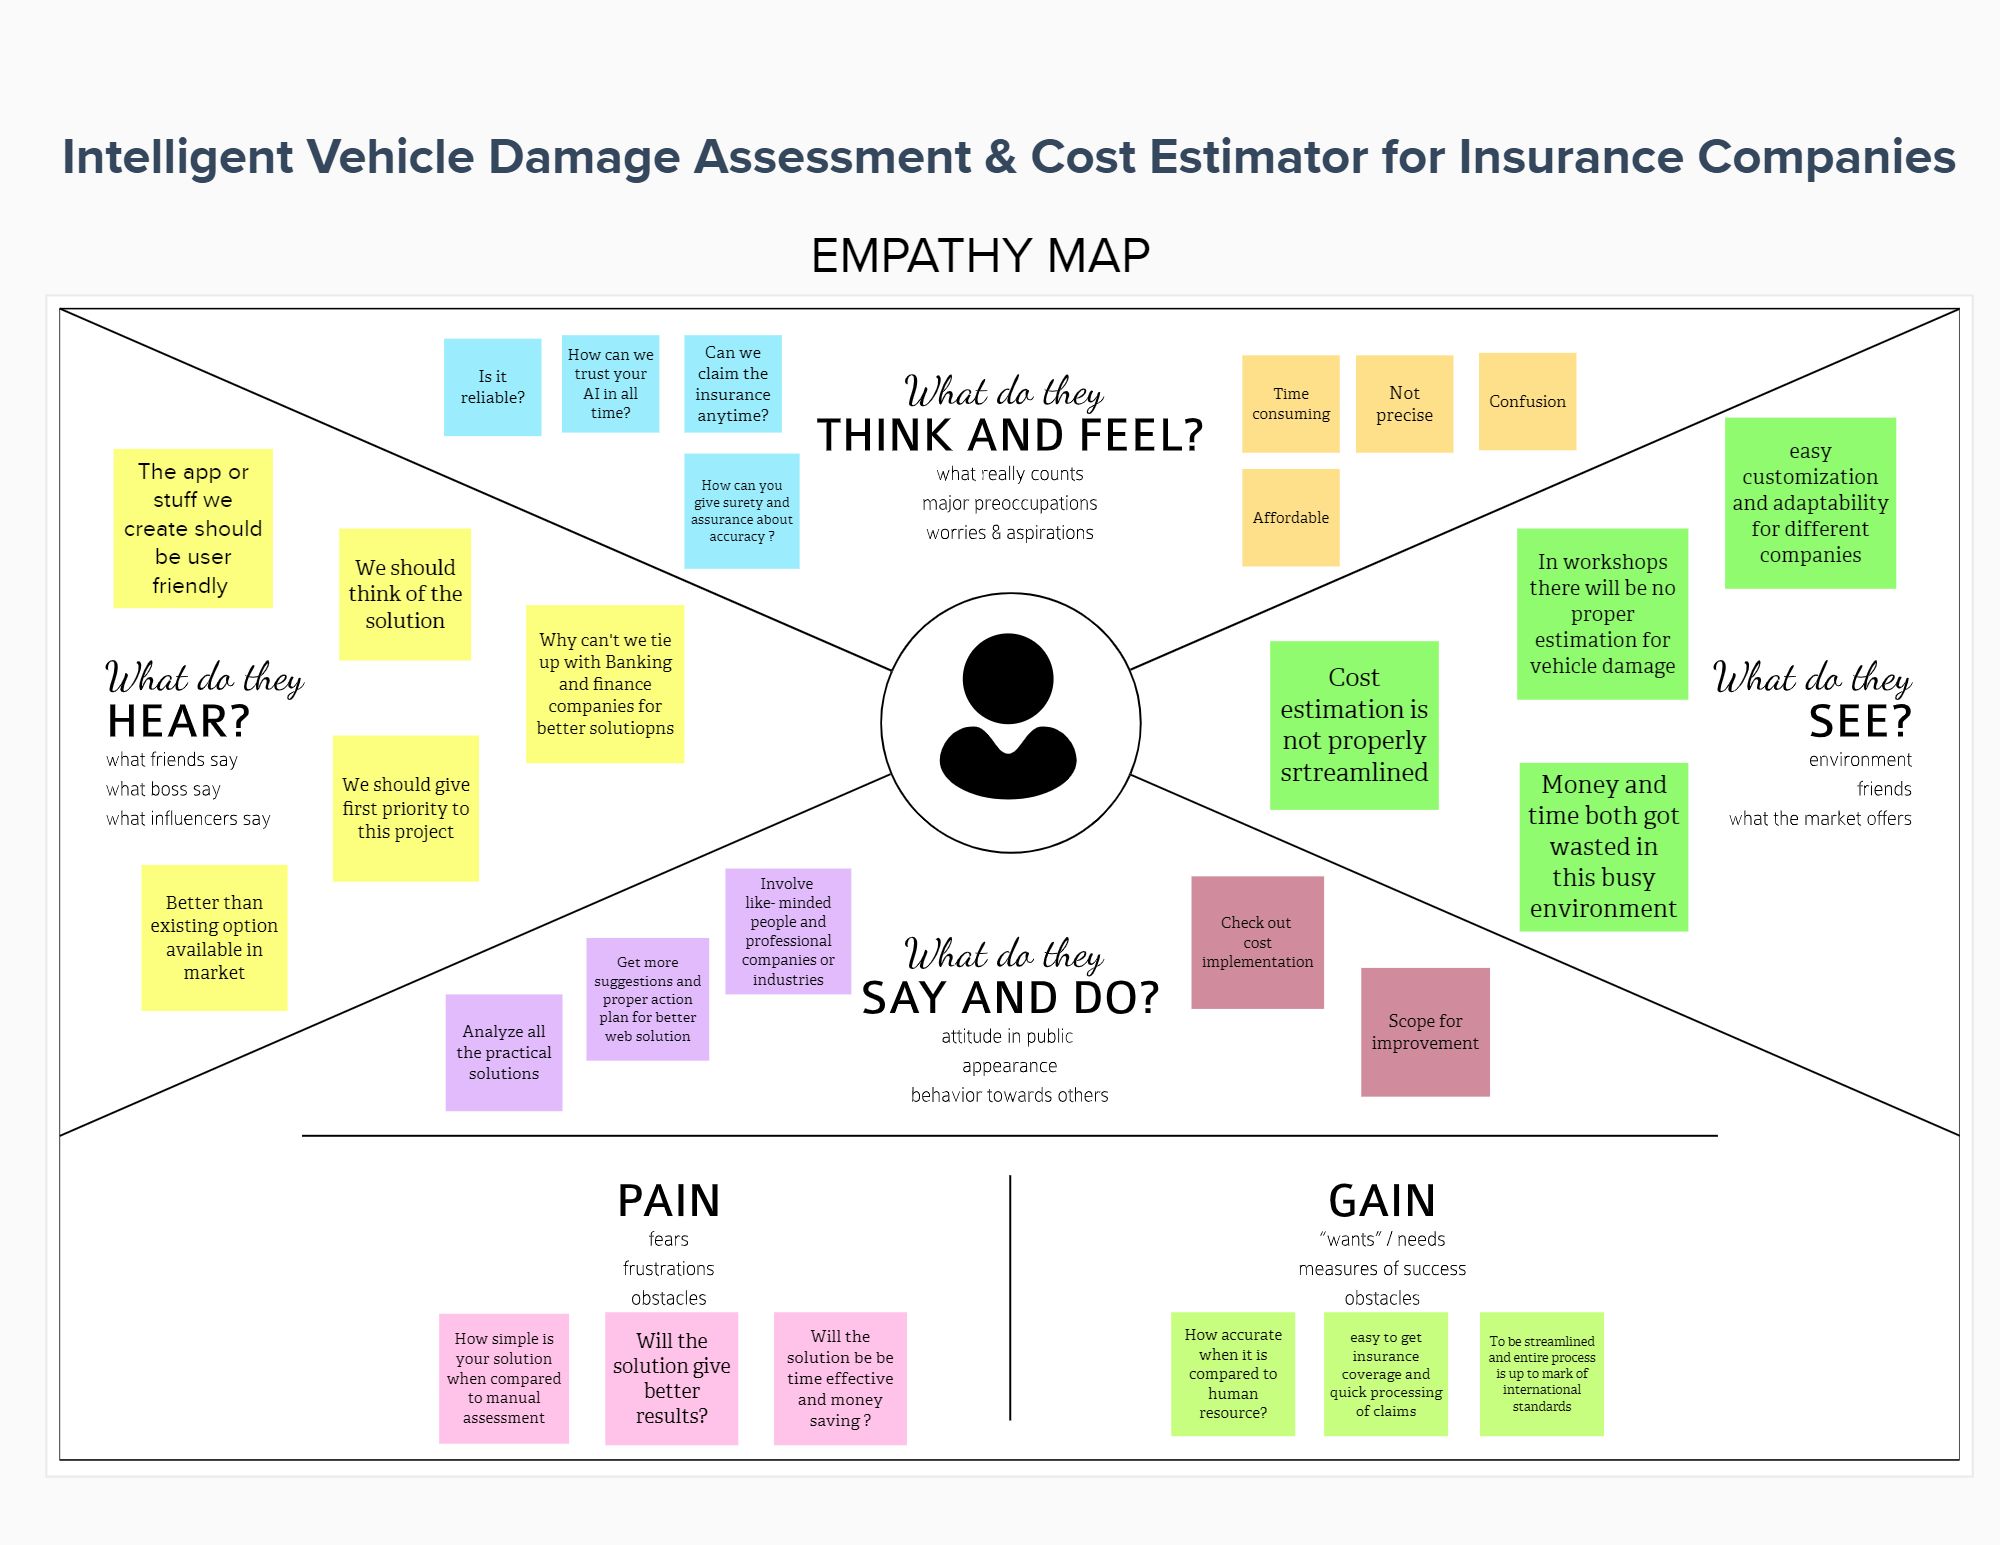 Intelligent Vehicle Damage Assessment & Cost Estimator for Insurance Companies
EMPATHY MAP
Is it
reliable?
How can we
trust your
AI in all
time?
Can we
claim the
insurance
anytime?
How can you
give surety and
assurance about
accuracy ?
What do they
THINK AND FEEL?
what really counts
major preoccupations
worries & aspirations
Time
consuming
Not
precise
Confusion
Affordable
The app or
stuff we
create should
be user
friendly
We should
think of the
solution
Why can't we tie
up with Banking
and finance
companies for
better solutiopns
What do they
HEAR?
what friends say
what boss say
what influencers say
We should give
first priority to
this project
Better than
existing option
available in
market
easy
customization
and adaptability
for different
companies
In workshops
there will be no
proper
estimation for
vehicle damage
Cost
estimation is
not properly
srtreamlined
What do they
SEE?
environment
friends
what the market offers
Money and
time both got
wasted in
this busy
environment
Involve
like- minded
people and
professional
companies or
industries
Get more
suggestions and
proper action
plan for better
web solution
Analyze all
the practical
solutions
What do they
SAY AND DO?
attitude in public
appearance
behavior towards others
Check out
cost
implementation
Scope for
improvement
PAIN
fears
frustrations
obstacles
How simple is
your solution
when compared
to manual
assessment
Will the
solution give
better
results?
Will the
solution be be
time effective
and money
saving ?
GAIN
“wants” / needs
measures of success
obstacles
How accurate
when it is
compared to
human
resource?
easy to get
insurance
coverage and
quick processing
of claims
To be streamlined
and entire process
is up to mark of
international
standards